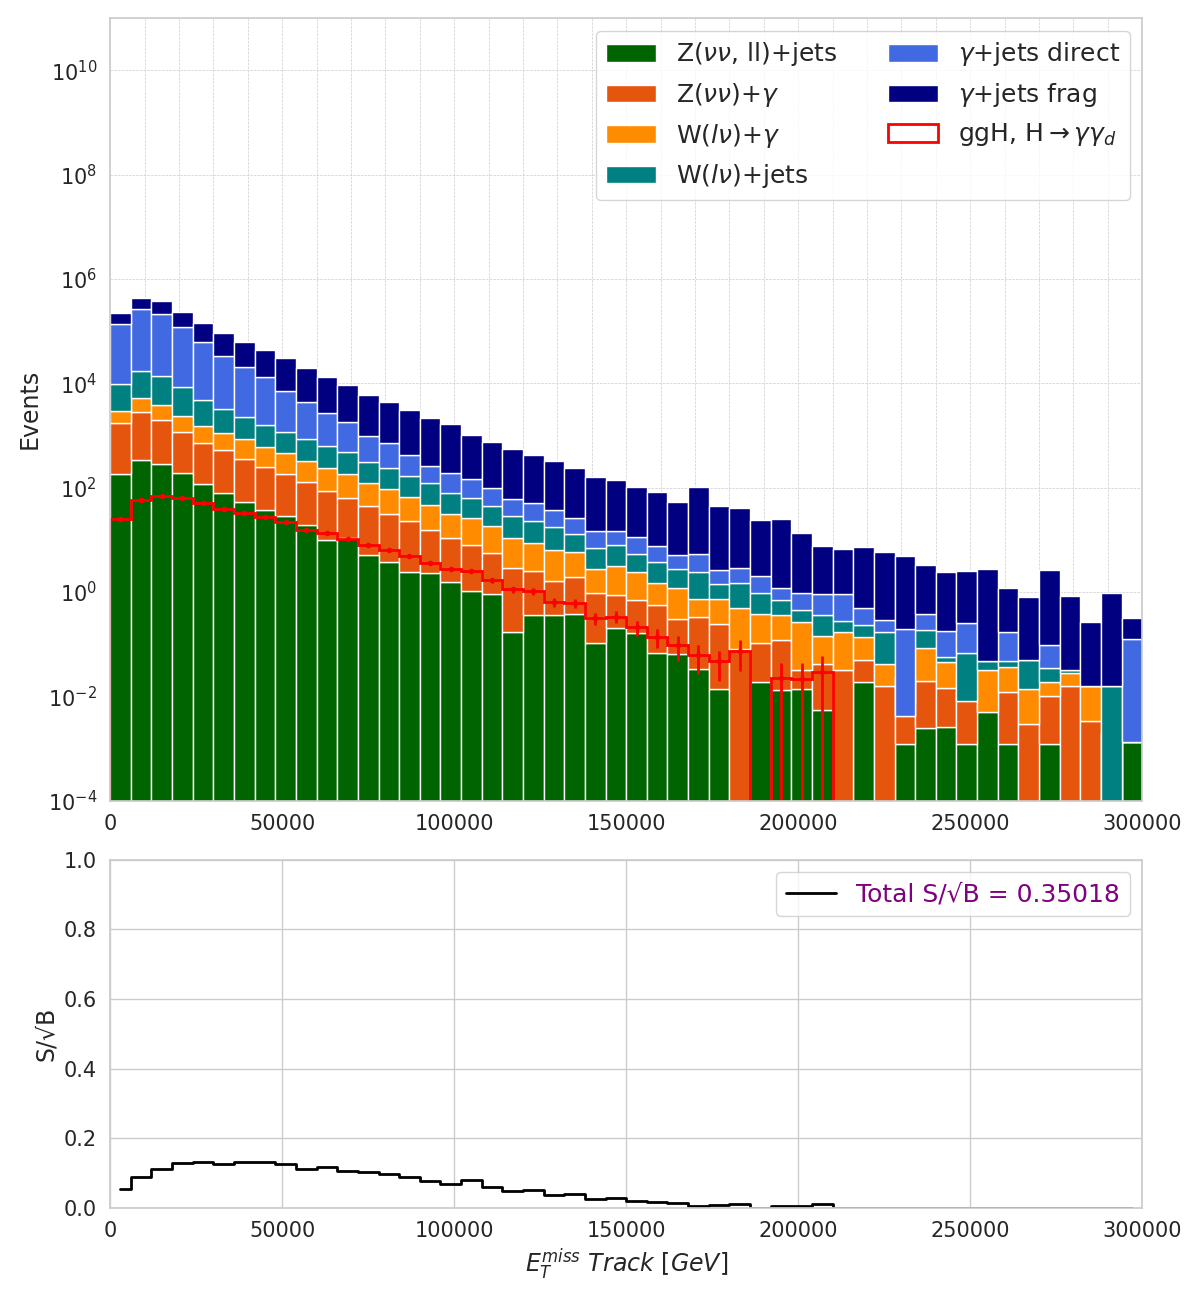 Z(νν, ll)+jets
Z(νν)+γ
W(lν)+γ
W(lν)+jets
γ+jets direct
γ+jets frag
ggH, H→γγ_d
Events
10^10
10^8
10^6
10^4
10^2
10^0
10^−2
10^−4
0 50000 100000 150000 200000 250000 300000
Total S/√B = 0.35018
S/√B
1.0
0.8
0.6
0.4
0.2
0.0
0 50000 100000 150000 200000 250000 300000
E_T^miss Track [GeV]